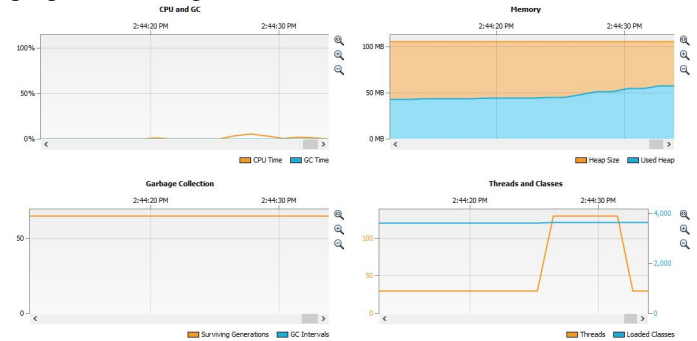 CPU and GC
2:44:20 PM 2:44:30 PM
100%
50%
0%
CPU Time GC Time
Memory
2:44:20 PM 2:44:30 PM
100 MB
50 MB
0 MB
Heap Size Used Heap
Garbage Collection
2:44:20 PM 2:44:30 PM
50
0
Surviving Generations GC Intervals
Threads and Classes
2:44:20 PM 2:44:30 PM
100 4,000
50 2,000
0 0
Threads Loaded Classes